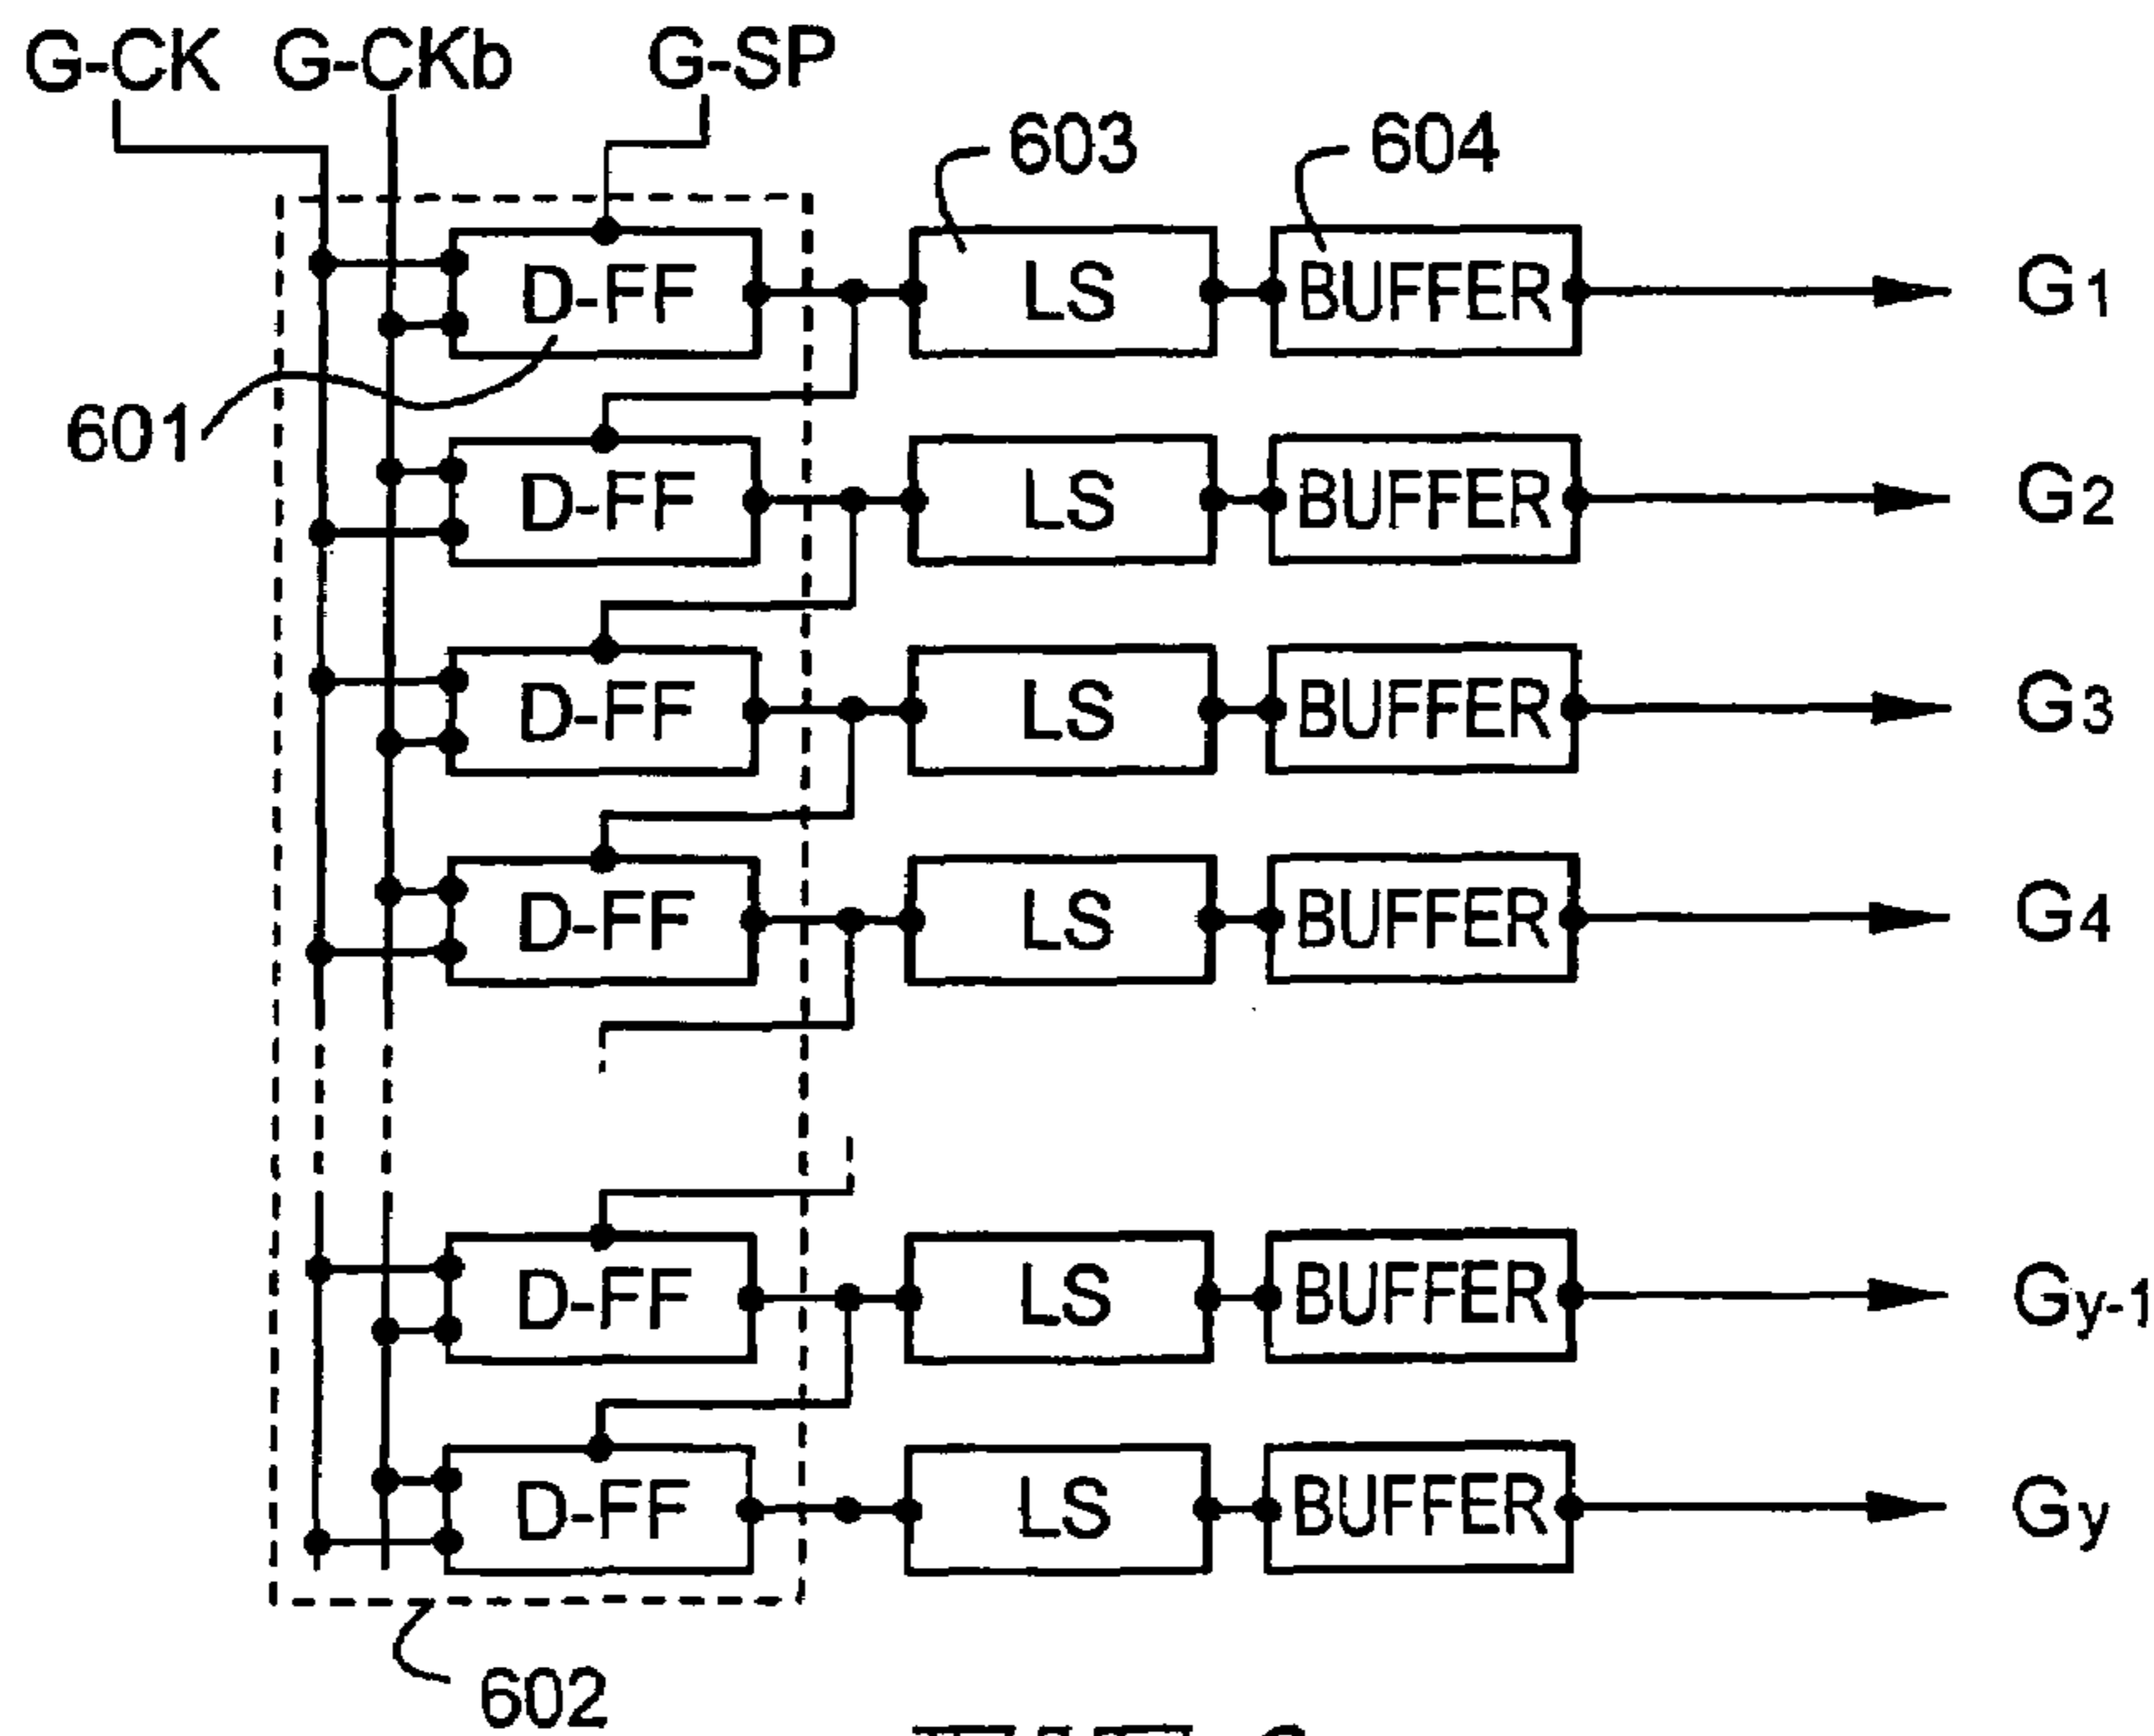 G-CK G-CKb G-SP
603 604
D-FF LS BUFFER G1
601
D-FF LS BUFFER G2
D-FF LS BUFFER G3
D-FF LS BUFFER G4
D-FF LS BUFFER Gy-1
D-FF LS BUFFER Gy
602